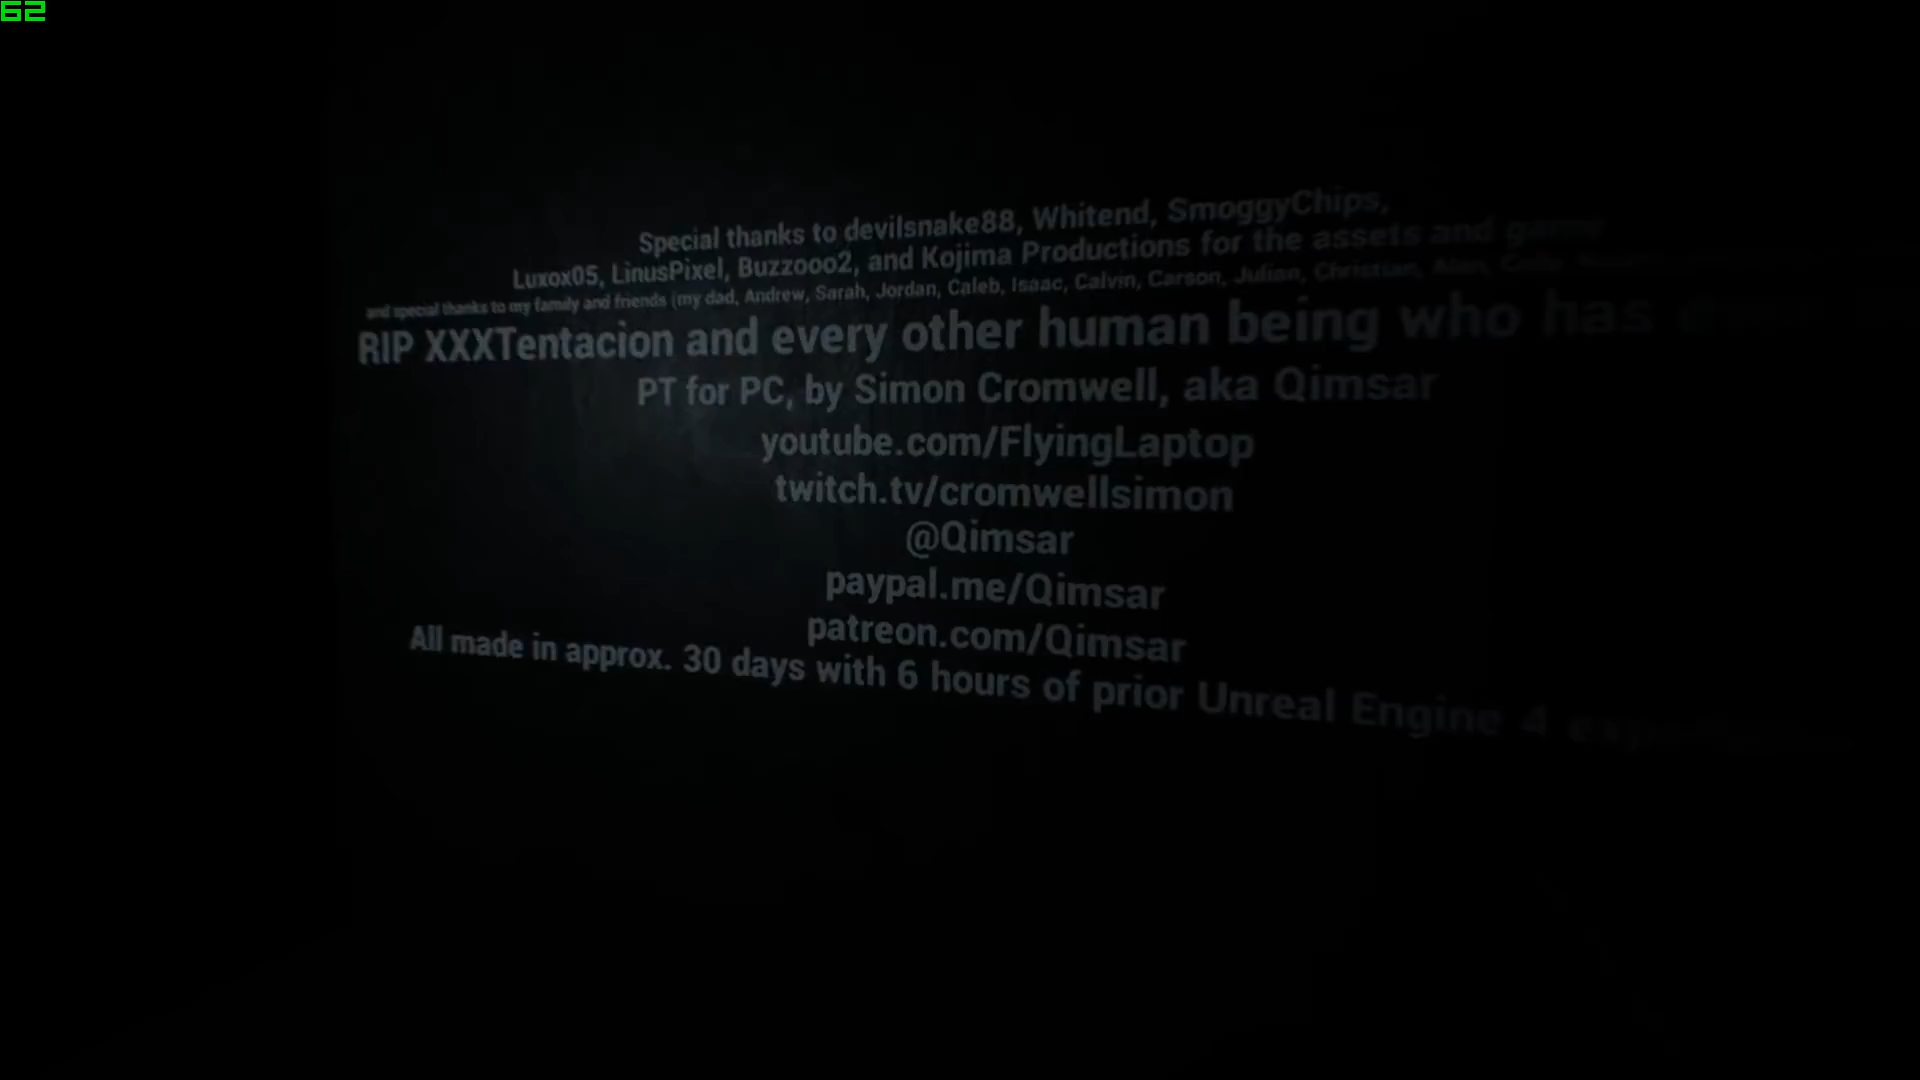 62
Special thanks to devilsnake88, Whitend, SmoggyChips,
Luxox05, LinusPixel, Buzzooo2, and Kojima Productions for the assets and game
and special thanks to my family and friends (my dad, Andrew, Sarah, Jordan, Caleb, Isaac, Calvin, Carson, Julian, Christian, Alan,
RIP XXXTentacion and every other human being who has
PT for PC, by Simon Cromwell, aka Qimsar
youtube.com/FlyingLaptop
twitch.tv/cromwellsimon
@Qimsar
paypal.me/Qimsar
patreon.com/Qimsar
All made in approx. 30 days with 6 hours of prior Unreal Engine 4